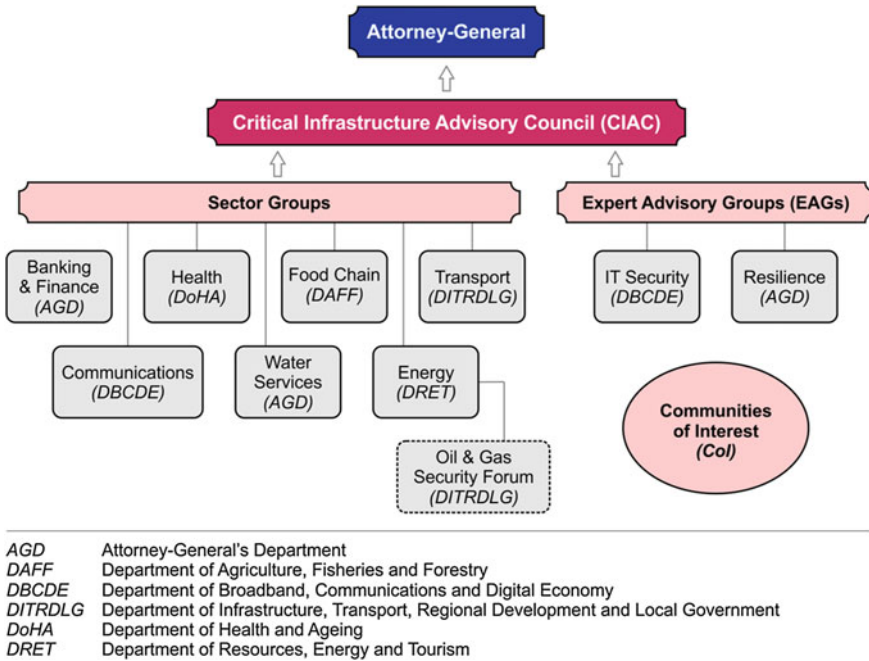 Attorney-General
Critical Infrastructure Advisory Council (CIAC)
Sector Groups
Expert Advisory Groups (EAGs)
Banking
& Finance
(AGD)
Health
(DoHA)
Food Chain
(DAFF)
Transport
(DITRDLG)
IT Security
(DBCDE)
Resilience
(AGD)
Communications
(DBCDE)
Water
Services
(AGD)
Energy
(DRET)
Communities
of Interest
(CoI)
Oil & Gas
Security Forum
(DITRDLG)
AGD Attorney-General's Department
DAFF Department of Agriculture, Fisheries and Forestry
DBCDE Department of Broadband, Communications and Digital Economy
DITRDLG Department of Infrastructure, Transport, Regional Development and Local Government
DoHA Department of Health and Ageing
DRET Department of Resources, Energy and Tourism